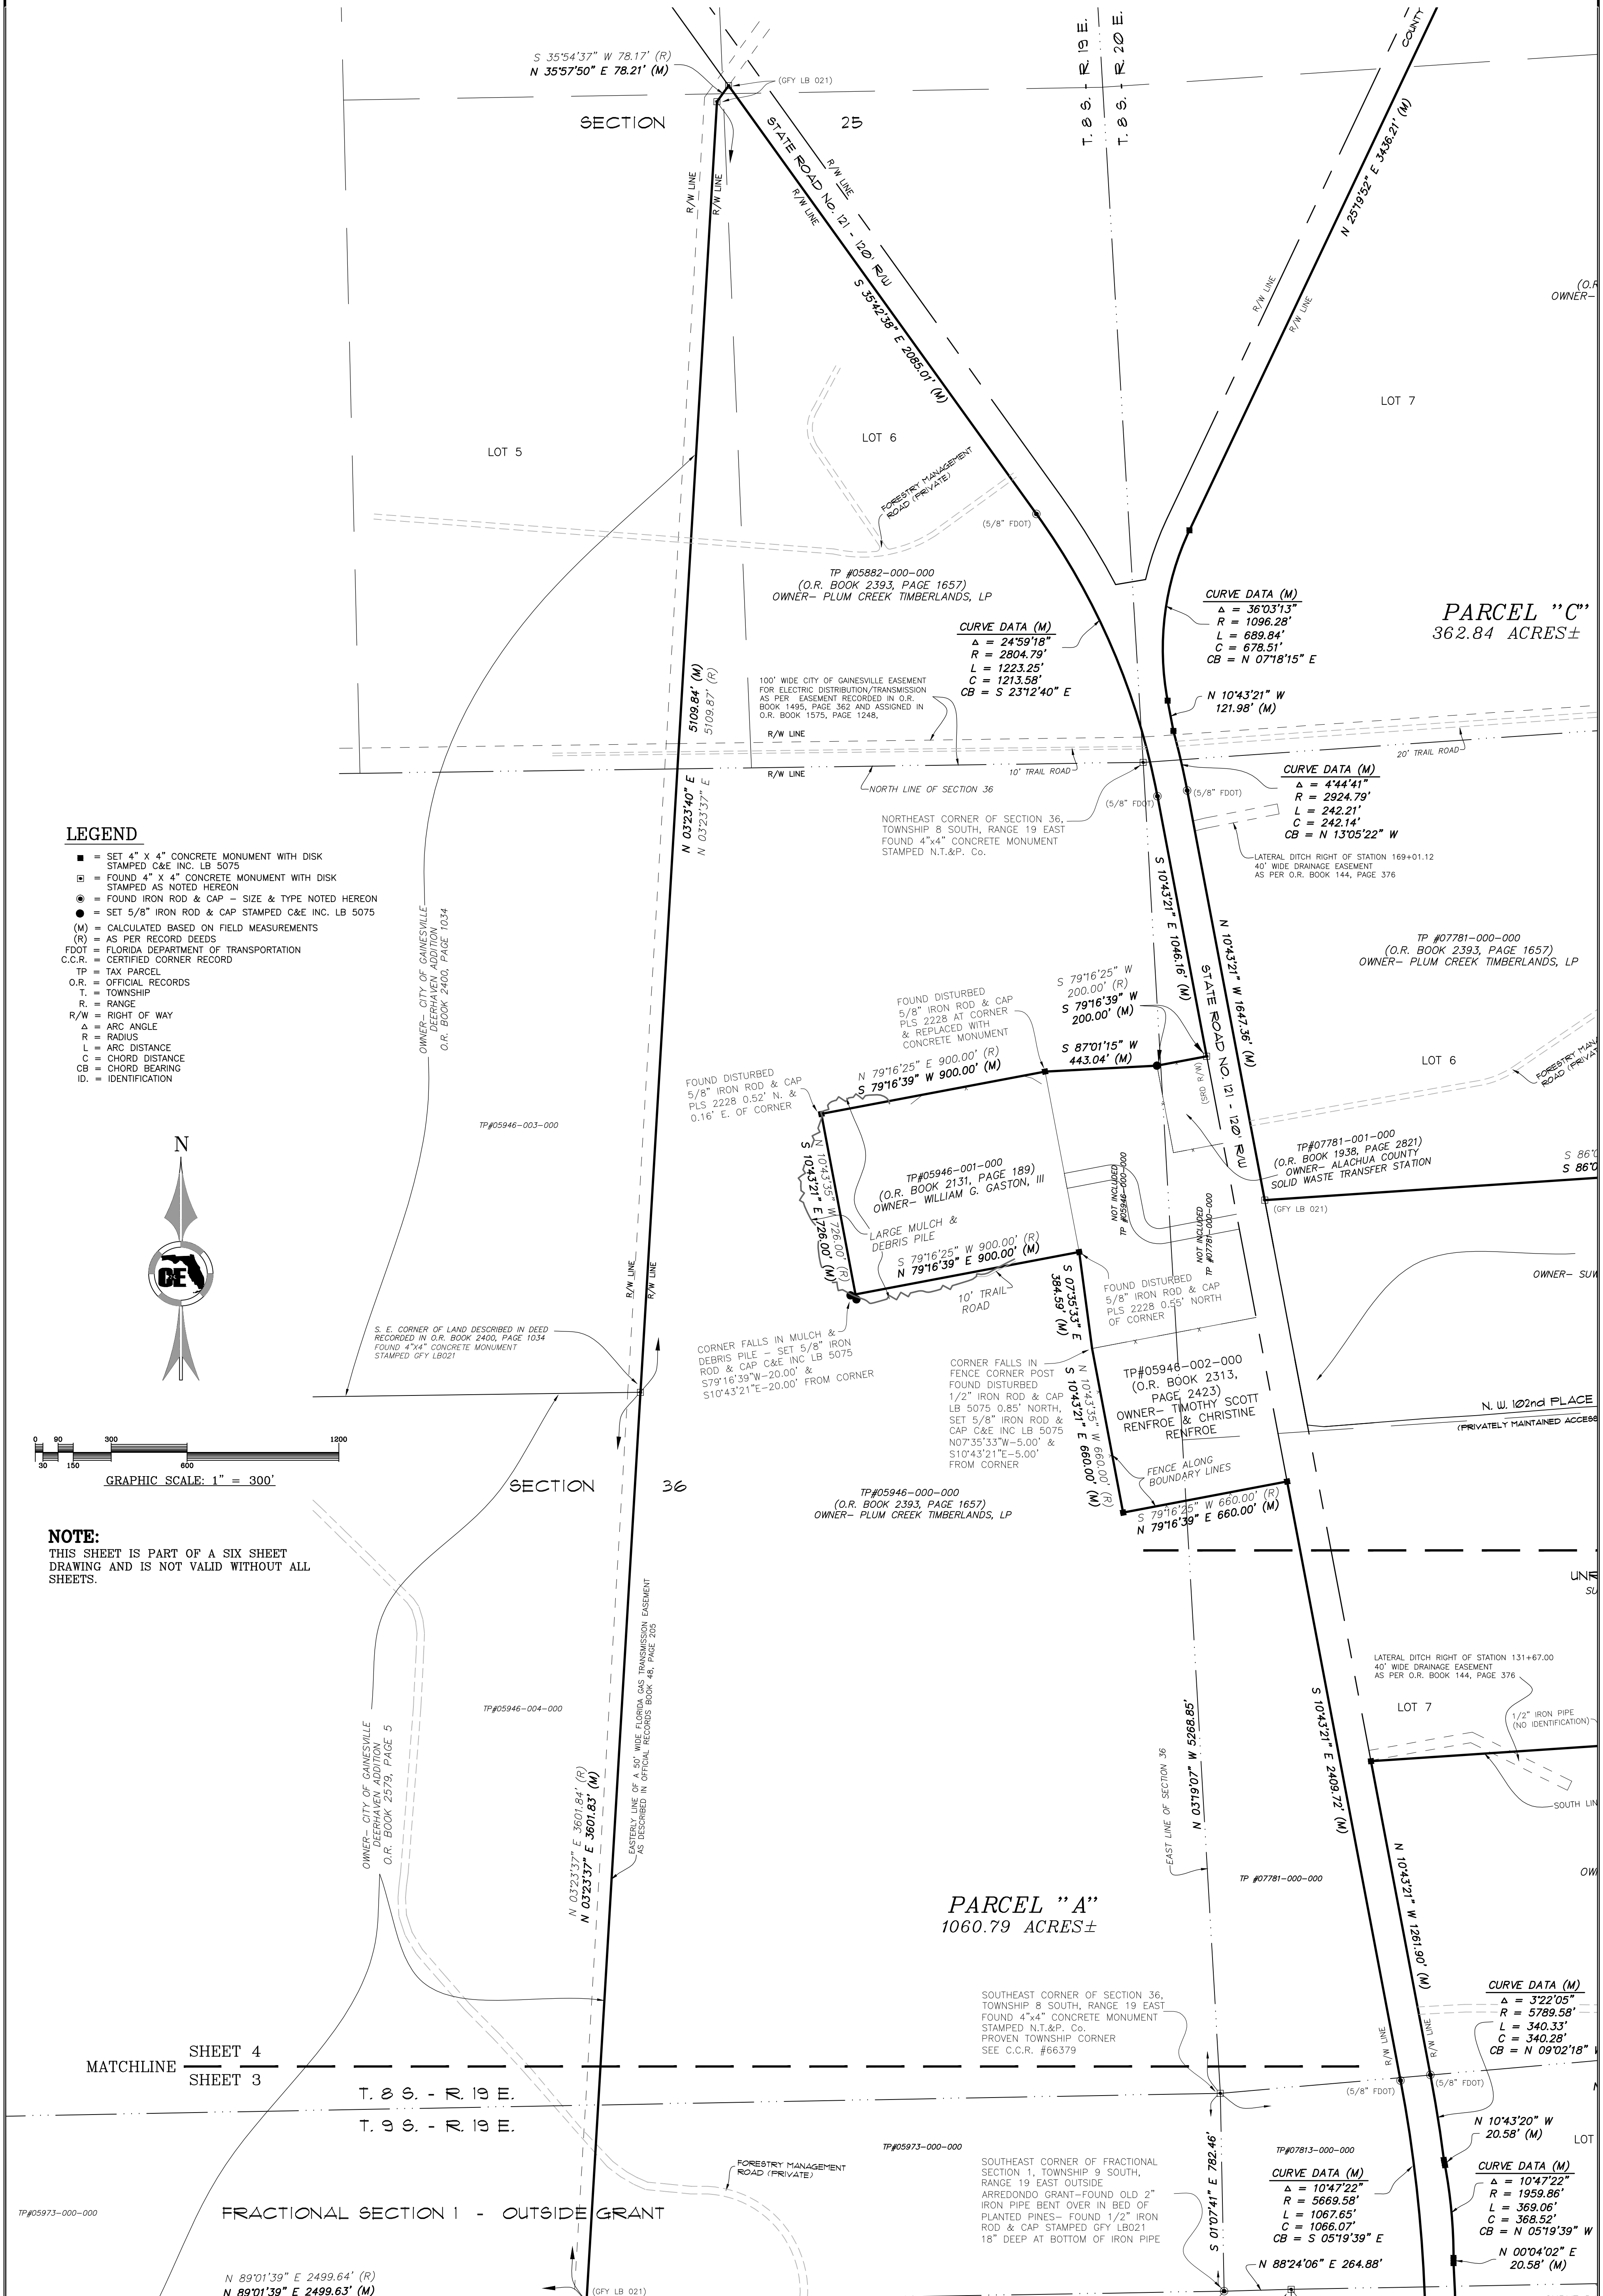 S 35°54'37" W 78.17' (R)
N 35°57'50" E 78.21' (M)
(GFY LB 021)
SECTION 25
T. 8 S. - R. 19 E.
T. 8 S. - R. 20 E.
COUNTY
STATE ROAD No. 121 - 120' R/W
R/W LINE
R/W LINE
R/W LINE
R/W LINE
S 35°42'38" E 2085.01' (M)
N 25°19'52" E 3436.21' (M)
R/W LINE
R/W LINE
(O.R
OWNER-
LOT 7
LOT 5
LOT 6
FORESTRY MANAGEMENT
ROAD (PRIVATE)
(5/8" FDOT)
TP #05882-000-000
(O.R. BOOK 2393, PAGE 1657)
OWNER- PLUM CREEK TIMBERLANDS, LP
CURVE DATA (M)
Δ = 24°59'18"
R = 2804.79'
L = 1223.25'
C = 1213.58'
CB = S 23°12'40" E
CURVE DATA (M)
Δ = 36°03'13"
R = 1096.28'
L = 689.84'
C = 678.51'
CB = N 07°18'15" E
PARCEL "C"
362.84 ACRES±
N 10°43'21" W
121.98' (M)
100' WIDE CITY OF GAINESVILLE EASEMENT
FOR ELECTRIC DISTRIBUTION/TRANSMISSION
AS PER EASEMENT RECORDED IN O.R.
BOOK 1495, PAGE 362 AND ASSIGNED IN
O.R. BOOK 1575, PAGE 1248,
R/W LINE
R/W LINE
5109.84' (M)
5109.87' (R)
N 03°23'40" E
N 03°23'37" E
10' TRAIL ROAD
20' TRAIL ROAD
NORTH LINE OF SECTION 36
(5/8" FDOT)
(5/8" FDOT)
CURVE DATA (M)
Δ = 4°44'41"
R = 2924.79'
L = 242.21'
C = 242.14'
CB = N 13°05'22" W
NORTHEAST CORNER OF SECTION 36,
TOWNSHIP 8 SOUTH, RANGE 19 EAST
FOUND 4"x4" CONCRETE MONUMENT
STAMPED N.T.&P. Co.
LATERAL DITCH RIGHT OF STATION 169+01.12
40' WIDE DRAINAGE EASEMENT
AS PER O.R. BOOK 144, PAGE 376
LEGEND
■ = SET 4" X 4" CONCRETE MONUMENT WITH DISK
STAMPED C&E INC. LB 5075
= FOUND 4" X 4" CONCRETE MONUMENT WITH DISK
STAMPED AS NOTED HEREON
= FOUND IRON ROD & CAP - SIZE & TYPE NOTED HEREON
● = SET 5/8" IRON ROD & CAP STAMPED C&E INC. LB 5075
(M) = CALCULATED BASED ON FIELD MEASUREMENTS
(R) = AS PER RECORD DEEDS
FDOT = FLORIDA DEPARTMENT OF TRANSPORTATION
C.C.R. = CERTIFIED CORNER RECORD
TP = TAX PARCEL
O.R. = OFFICIAL RECORDS
T. = TOWNSHIP
R. = RANGE
R/W = RIGHT OF WAY
Δ = ARC ANGLE
R = RADIUS
L = ARC DISTANCE
C = CHORD DISTANCE
CB = CHORD BEARING
ID. = IDENTIFICATION
OWNER- CITY OF GAINESVILLE
DEERHAVEN ADDITION
O.R. BOOK 2400, PAGE 1034
S 10°43'21" E 1046.16' (M)
N 10°43'21" W 1647.36' (M)
STATE ROAD NO. 121 - 120' R/W
(SRD R/W)
TP #07781-000-000
(O.R. BOOK 2393, PAGE 1657)
OWNER- PLUM CREEK TIMBERLANDS, LP
LOT 6
FORESTRY MANA
ROAD (PRIVATE)
FOUND DISTURBED
5/8" IRON ROD & CAP
PLS 2228 AT CORNER
& REPLACED WITH
CONCRETE MONUMENT
S 79°16'25" W
200.00' (R)
S 79°16'39" W
200.00' (M)
S 87°01'15" W
443.04' (M)
N 79°16'25" E 900.00' (R)
S 79°16'39" W 900.00' (M)
FOUND DISTURBED
5/8" IRON ROD & CAP
PLS 2228 0.52' N. &
0.16' E. OF CORNER
TP#05946-003-000
N 10°43'35" W 726.00' (R)
S 10°43'21" E 726.00' (M)
TP#05946-001-000
(O.R. BOOK 2131, PAGE 189)
OWNER- WILLIAM G. GASTON, III
LARGE MULCH &
DEBRIS PILE
S 79°16'25" W 900.00' (R)
N 79°16'39" E 900.00' (M)
10' TRAIL
ROAD
NOT INCLUDED
TP #05946-000-000
NOT INCLUDED
TP #07781-000-000
TP#07781-001-000
(O.R. BOOK 1938, PAGE 2821)
OWNER- ALACHUA COUNTY
SOLID WASTE TRANSFER STATION
S 86°0
S 86°0
(GFY LB 021)
OWNER- SUW
N
C&E
R/W LINE
R/W LINE
S. E. CORNER OF LAND DESCRIBED IN DEED
RECORDED IN O.R. BOOK 2400, PAGE 1034
FOUND 4"X4" CONCRETE MONUMENT
STAMPED GFY LB021
CORNER FALLS IN MULCH &
DEBRIS PILE - SET 5/8" IRON
ROD & CAP C&E INC LB 5075
S79°16'39"W-20.00' &
S10°43'21"E-20.00' FROM CORNER
S 07°35'33" E
384.59' (M)
FOUND DISTURBED
5/8" IRON ROD & CAP
PLS 2228 0.55' NORTH
OF CORNER
CORNER FALLS IN
FENCE CORNER POST
FOUND DISTURBED
1/2" IRON ROD & CAP
LB 5075 0.85' NORTH,
SET 5/8" IRON ROD &
CAP C&E INC LB 5075
N07°35'33"W-5.00' &
S10°43'21"E-5.00'
FROM CORNER
N 10°43'35" W 660.00' (R)
S 10°43'21" E 660.00' (M)
TP#05946-002-000
(O.R. BOOK 2313,
PAGE 2423)
OWNER- TIMOTHY SCOTT
RENFROE & CHRISTINE
RENFROE
FENCE ALONG
BOUNDARY LINES
S 79°16'25" W 660.00' (R)
N 79°16'39" E 660.00' (M)
N. W. 102nd PLACE
(PRIVATELY MAINTAINED ACCESS
0 90 300 1200
30 150 600
GRAPHIC SCALE: 1" = 300'
SECTION 36
TP#05946-000-000
(O.R. BOOK 2393, PAGE 1657)
OWNER- PLUM CREEK TIMBERLANDS, LP
NOTE:
THIS SHEET IS PART OF A SIX SHEET
DRAWING AND IS NOT VALID WITHOUT ALL
SHEETS.
UNR
SU
EASTERLY LINE OF A 50' WIDE FLORIDA GAS TRANSMISSION EASEMENT
AS DESCRIBED IN OFFICIAL RECORDS BOOK 48, PAGE 205
LATERAL DITCH RIGHT OF STATION 131+67.00
40' WIDE DRAINAGE EASEMENT
AS PER O.R. BOOK 144, PAGE 376
LOT 7
1/2" IRON PIPE
(NO IDENTIFICATION)
SOUTH LIN
TP#05946-004-000
OWNER- CITY OF GAINESVILLE
DEERHAVEN ADDITION
O.R. BOOK 2579, PAGE 5
N 03°23'37" E 3601.84' (R)
N 03°23'37" E 3601.83' (M)
EAST LINE OF SECTION 36
N 03°19'07" W 5268.85'
S 10°43'21" E 2409.72' (M)
N 10°43'21" W 1261.90' (M)
OW
TP #07781-000-000
PARCEL "A"
1060.79 ACRES±
SOUTHEAST CORNER OF SECTION 36,
TOWNSHIP 8 SOUTH, RANGE 19 EAST
FOUND 4"x4" CONCRETE MONUMENT
STAMPED N.T.&P. Co.
PROVEN TOWNSHIP CORNER
SEE C.C.R. #66379
R/W LINE
R/W LINE
CURVE DATA (M)
Δ = 3°22'05"
R = 5789.58'
L = 340.33'
C = 340.28'
CB = N 09°02'18"
MATCHLINE
SHEET 4
SHEET 3
T. 8 S. - R. 19 E.
T. 9 S. - R. 19 E.
(5/8" FDOT)
(5/8" FDOT)
N 10°43'20" W
20.58' (M)
LOT
TP#05973-000-000
TP#07813-000-000
FORESTRY MANAGEMENT
ROAD (PRIVATE)
SOUTHEAST CORNER OF FRACTIONAL
SECTION 1, TOWNSHIP 9 SOUTH,
RANGE 19 EAST OUTSIDE
ARREDONDO GRANT-FOUND OLD 2"
IRON PIPE BENT OVER IN BED OF
PLANTED PINES- FOUND 1/2" IRON
ROD & CAP STAMPED GFY LB021
18" DEEP AT BOTTOM OF IRON PIPE
S 01°07'41" E 782.46'
CURVE DATA (M)
Δ = 10°47'22"
R = 5669.58'
L = 1067.65'
C = 1066.07'
CB = S 05°19'39" E
CURVE DATA (M)
Δ = 10°47'22"
R = 1959.86'
L = 369.06'
C = 368.52'
CB = N 05°19'39" W
TP#05973-000-000
FRACTIONAL SECTION 1 - OUTSIDE GRANT
N 88°24'06" E 264.88'
N 00°04'02" E
20.58' (M)
N 89°01'39" E 2499.64' (R)
N 89°01'39" E 2499.63' (M)
(GFY LB 021)